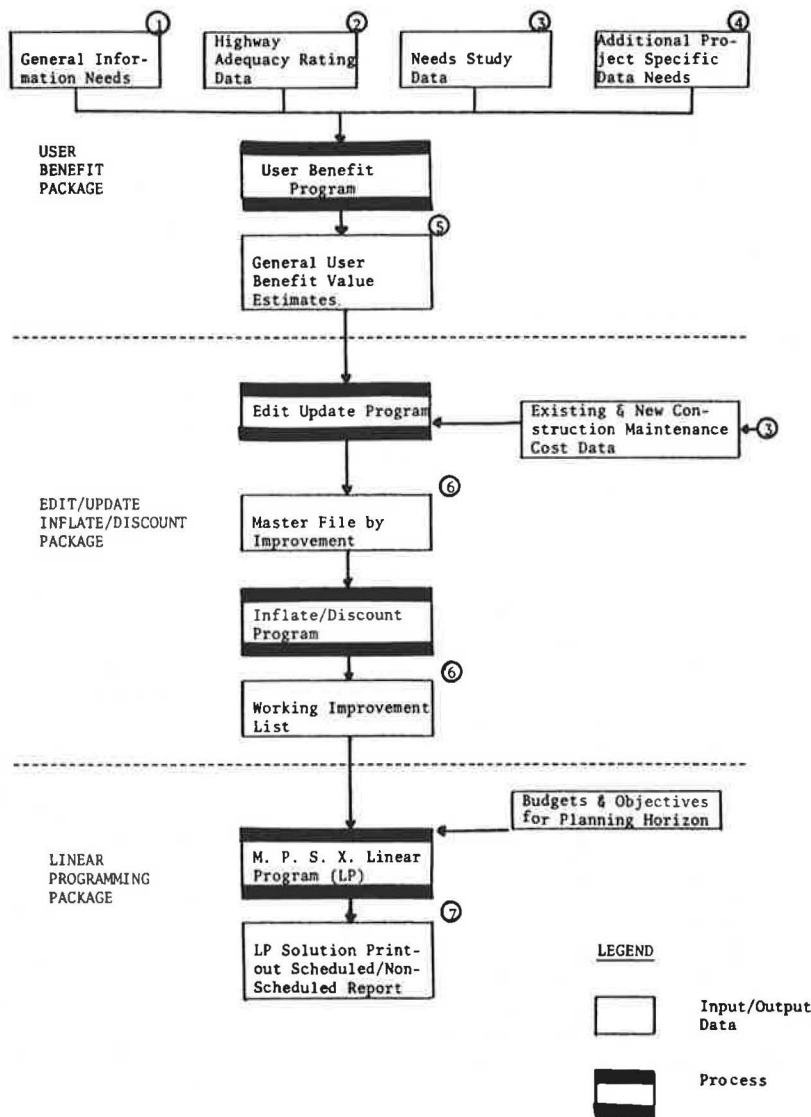 1
General Infor-
mation Needs
2
Highway
Adequacy Rating
Data
3
Needs Study
Data
4
Additional Pro-
ject Specific
Data Needs
USER
BENEFIT
PACKAGE
User Benefit
Program
5
General User
Benefit Value
Estimates.
Edit Update Program
Existing & New Con-
struction Maintenance
Cost Data
3
EDIT/UPDATE
INFLATE/DISCOUNT
PACKAGE
6
Master File by
Improvement
Inflate/Discount
Program
6
Working Improvement
List
Budgets & Objectives
for Planning Horizon
LINEAR
PROGRAMMING
PACKAGE
M. P. S. X. Linear
Program (LP)
7
LP Solution Print-
out Scheduled/Non-
Scheduled Report
LEGEND
Input/Output
Data
Process